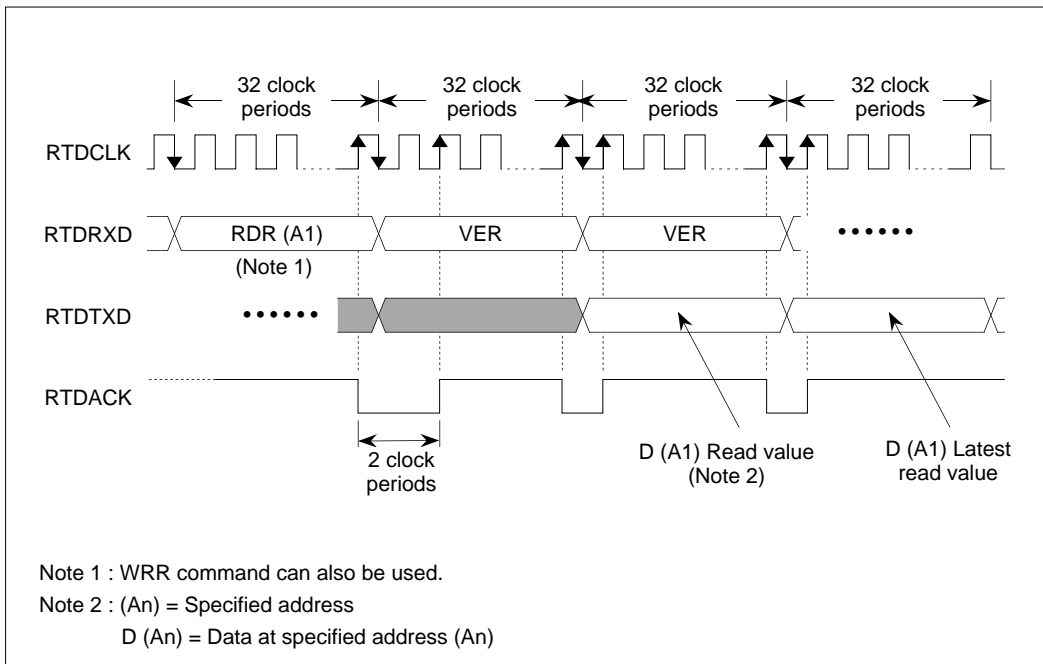 32 clock
periods
32 clock
periods
32 clock
periods
32 clock
periods
RTDCLK
RTDRXD
RDR (A1)
(Note 1)
VER
VER
RTDTXD
RTDACK
2 clock
periods
D (A1) Read value
(Note 2)
D (A1) Latest
read value
Note 1 : WRR command can also be used.
Note 2 : (An) = Specified address
D (An) = Data at specified address (An)